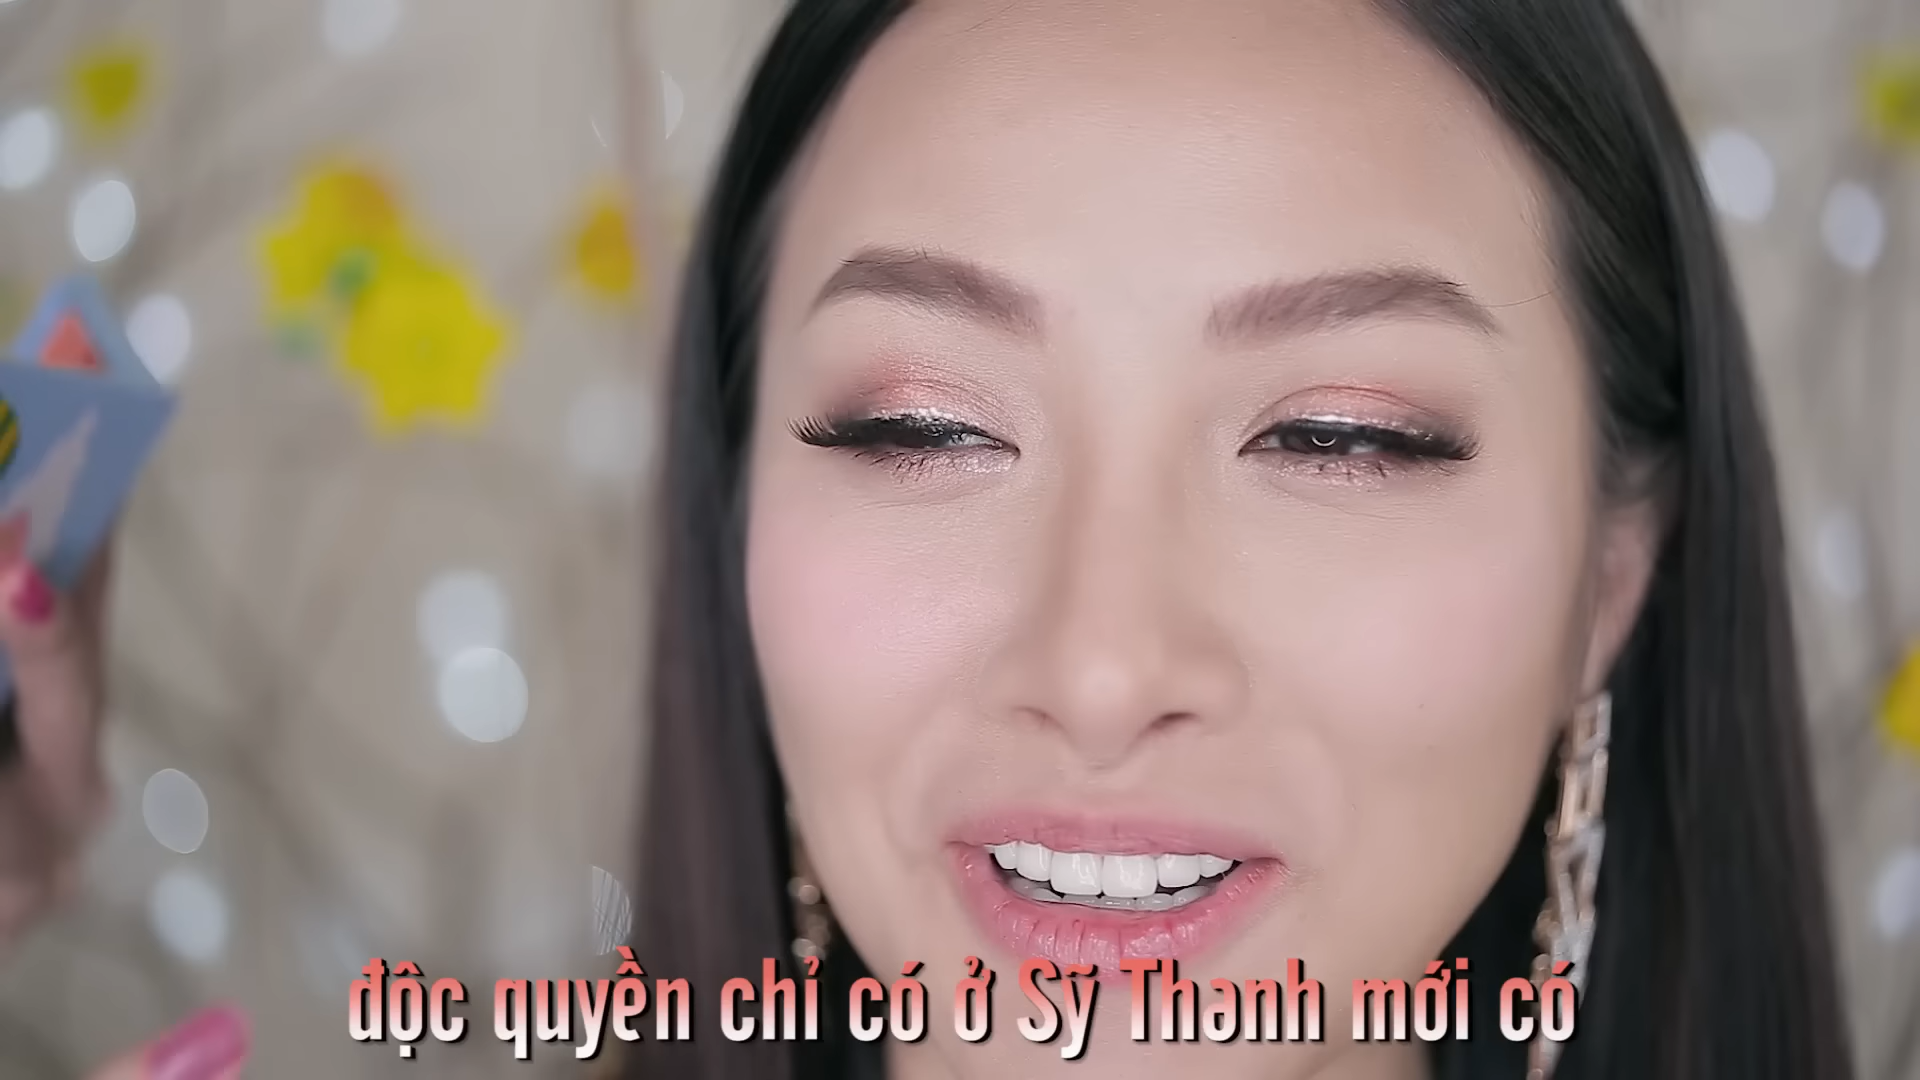 độc quyền chỉ có ở Sỹ Thanh mới có